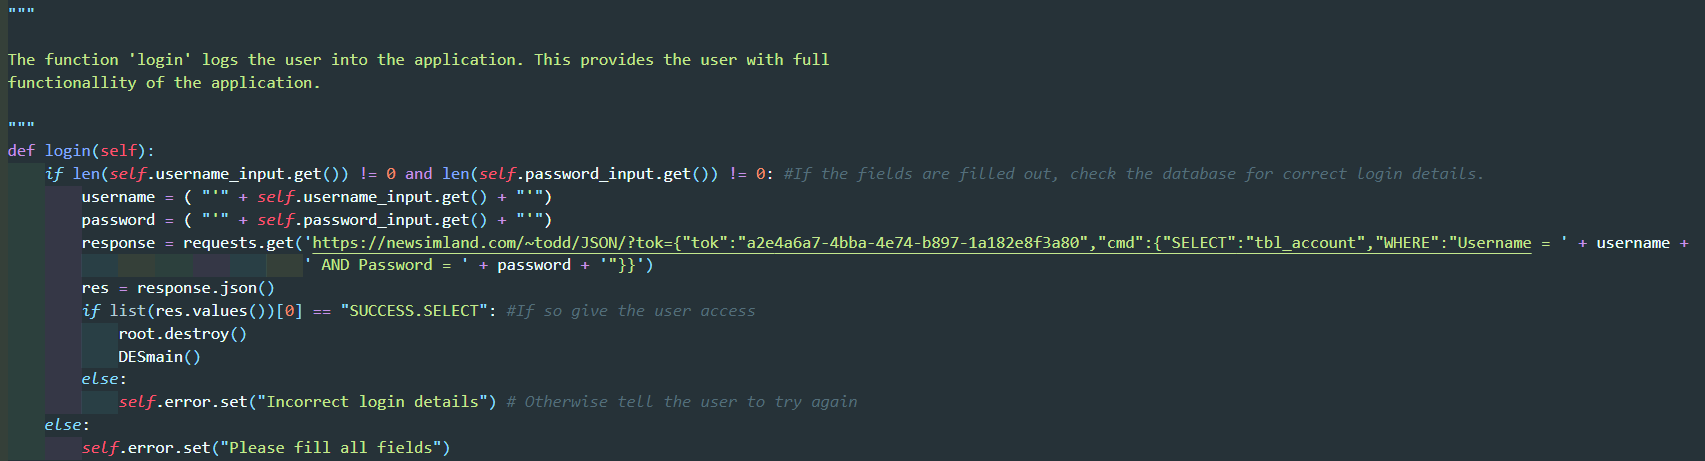 """
The function 'login' logs the user into the application. This provides the user with full
functionallity of the application.
"""
def login(self):
if len(self.username_input.get()) != 0 and len(self.password_input.get()) != 0: #If the fields are filled out, check the database for correct login details.
username = ( "'" + self.username_input.get() + "'")
password = ( "'" + self.password_input.get() + "'")
response = requests.get('https://newsimland.com/~todd/JSON/?tok={"tok":"a2e4a6a7-4bba-4e74-b897-1a182e8f3a80","cmd":{"SELECT":"tbl_account","WHERE":"Username = ' + username +
' AND Password = ' + password + '"}}')
res = response.json()
if list(res.values())[0] == "SUCCESS.SELECT": #If so give the user access
root.destroy()
DESmain()
else:
self.error.set("Incorrect login details") # Otherwise tell the user to try again
else:
self.error.set("Please fill all fields")